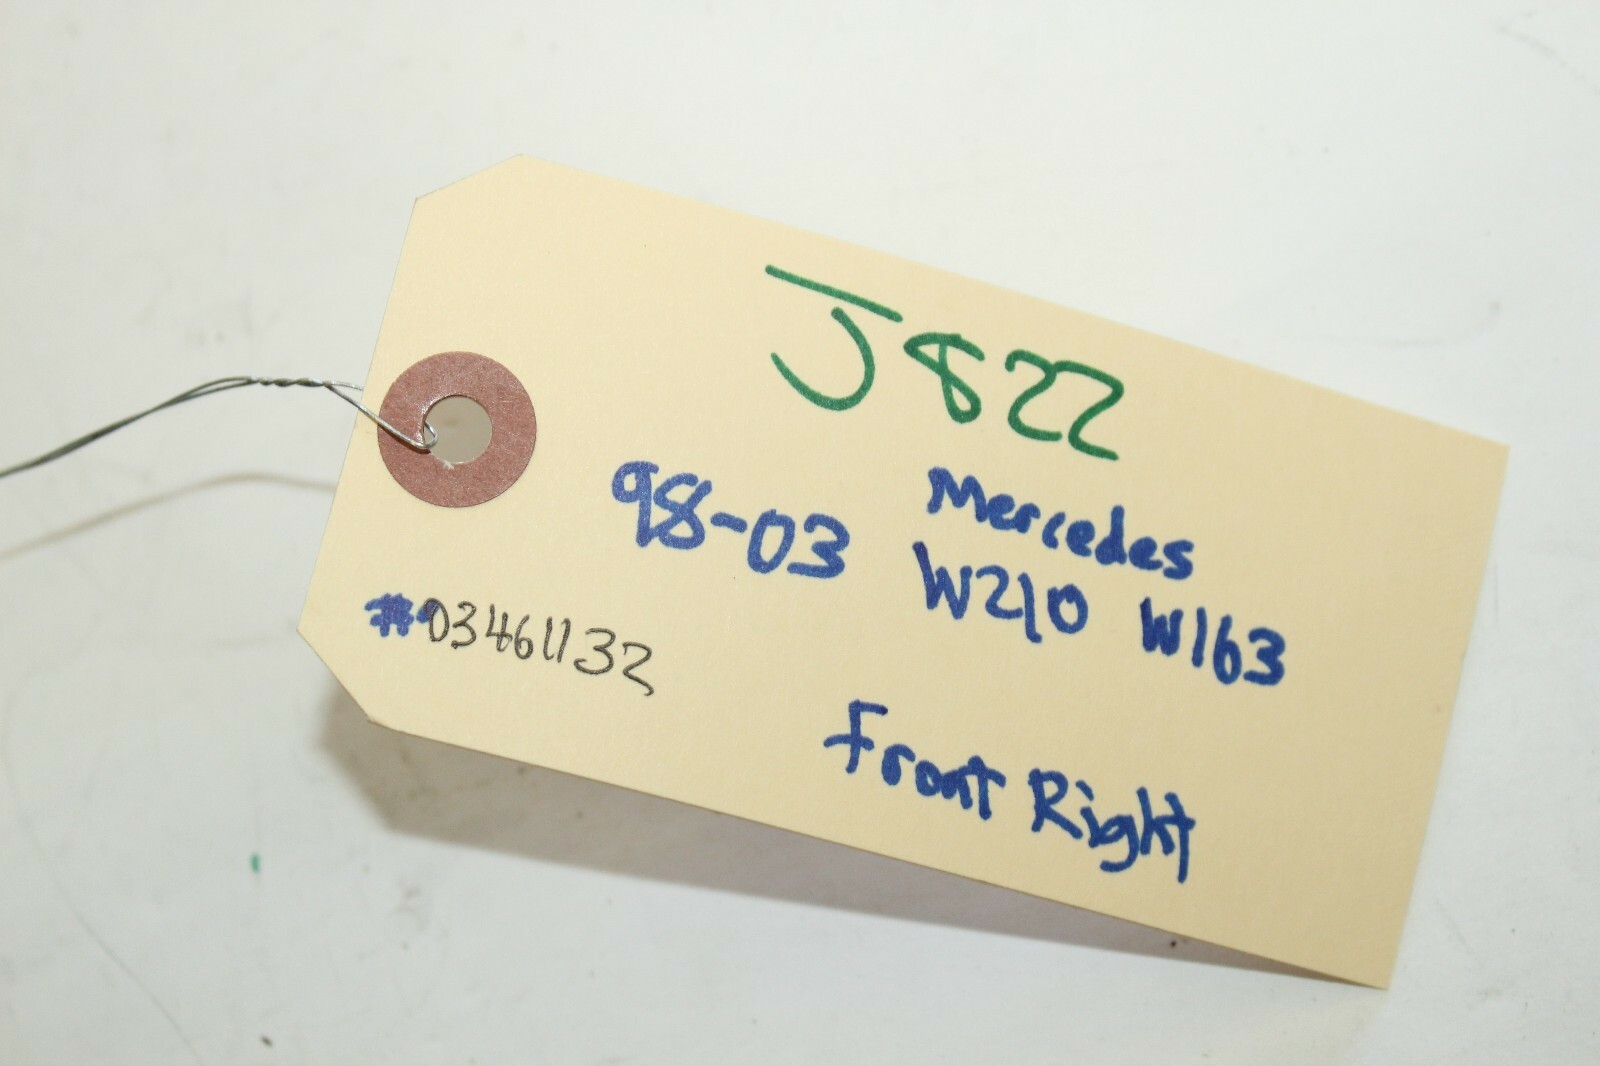 J822
98-03 Mercedes
W210 W163
#03461132
Front Right